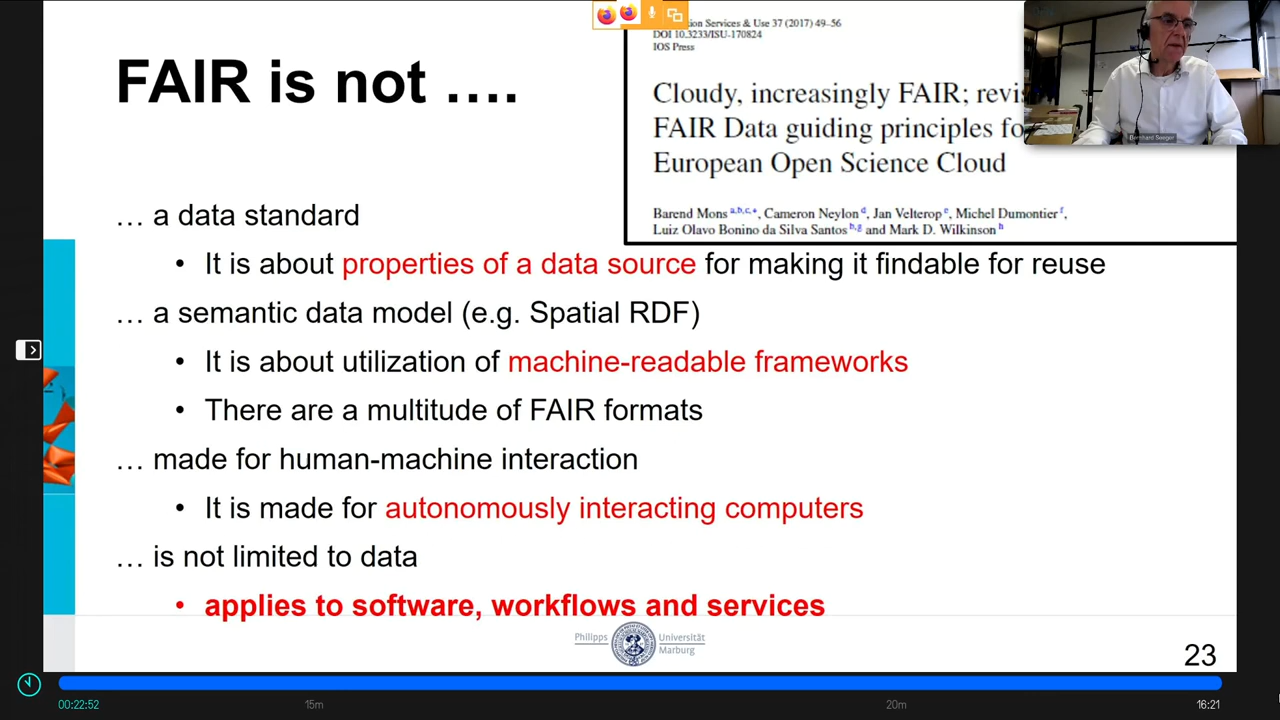 FAIR is not ….
ion Services & Use 37 (2017) 49–56
DOI 10.3233/ISU-170824
IOS Press
Cloudy, increasingly FAIR; revis
FAIR Data guiding principles fo
European Open Science Cloud
Barend Mons a,b,c,*, Cameron Neylon d, Jan Velterop e, Michel Dumontier f,
Luiz Olavo Bonino da Silva Santos b,g and Mark D. Wilkinson h
Bernhard Seeger
… a data standard
• It is about properties of a data source for making it findable for reuse
… a semantic data model (e.g. Spatial RDF)
• It is about utilization of machine-readable frameworks
• There are a multitude of FAIR formats
… made for human-machine interaction
• It is made for autonomously interacting computers
… is not limited to data
• applies to software, workflows and services
Philipps Universität
Marburg
23
00:22:52 15m 20m 16:21